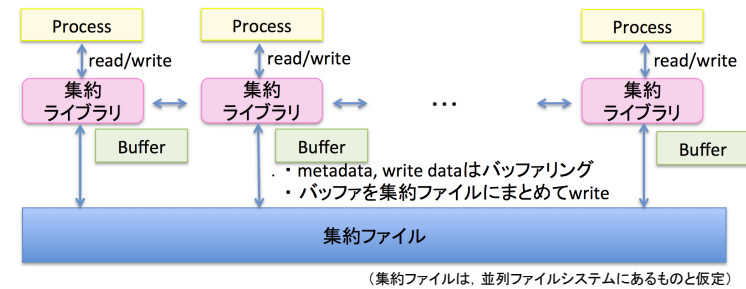 Process
Process
Process
read/write
read/write
read/write
集約
ライブラリ
集約
ライブラリ
…
集約
ライブラリ
Buffer
Buffer
Buffer
・metadata, write dataはバッファリング
・バッファを集約ファイルにまとめてwrite
集約ファイル
（集約ファイルは，並列ファイルシステムにあるものと仮定）